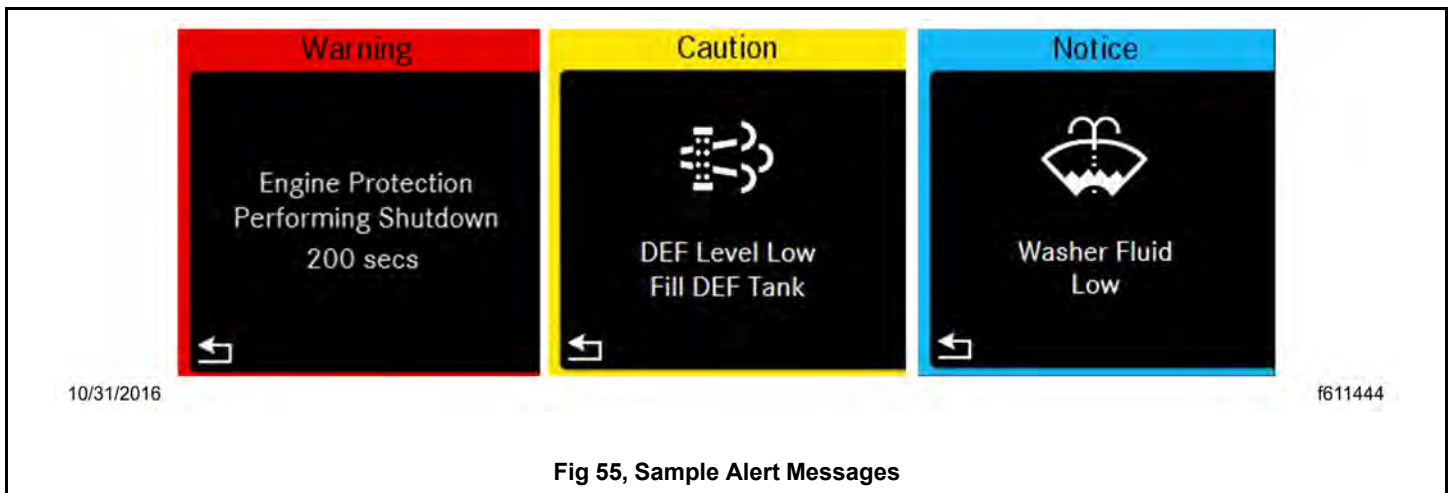 Warning
Engine Protection
Performing Shutdown
200 secs
Caution
DEF Level Low
Fill DEF Tank
Notice
Washer Fluid
Low
10/31/2016
f611444
Fig 55, Sample Alert Messages